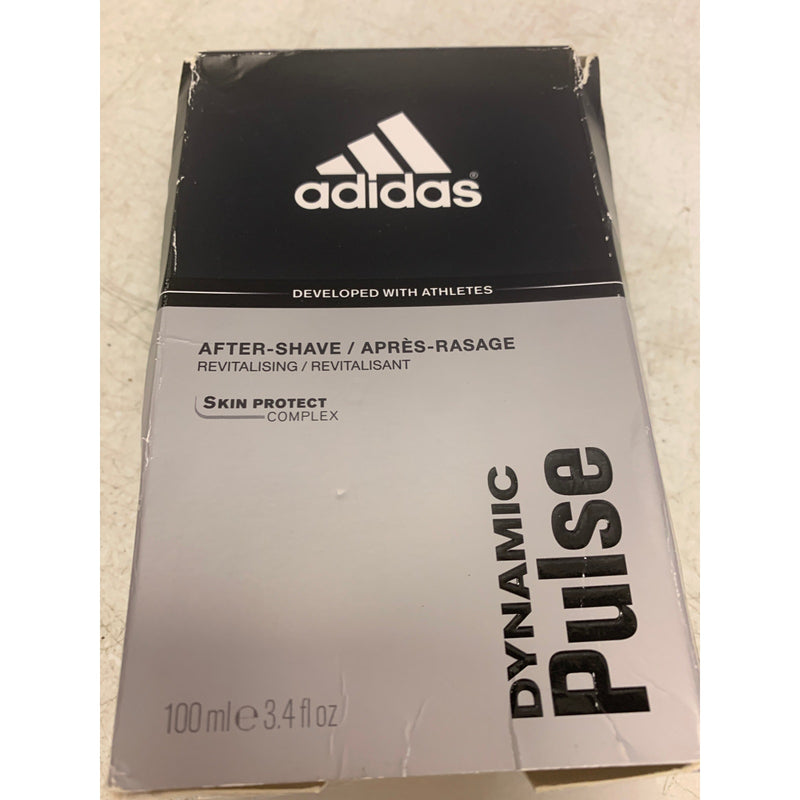 adidas®
DEVELOPED WITH ATHLETES
AFTER-SHAVE / APRÈS-RASAGE
REVITALISING / REVITALISANT
SKIN PROTECT
COMPLEX
DYNAMIC
Pulse
100 ml e 3.4 fl oz